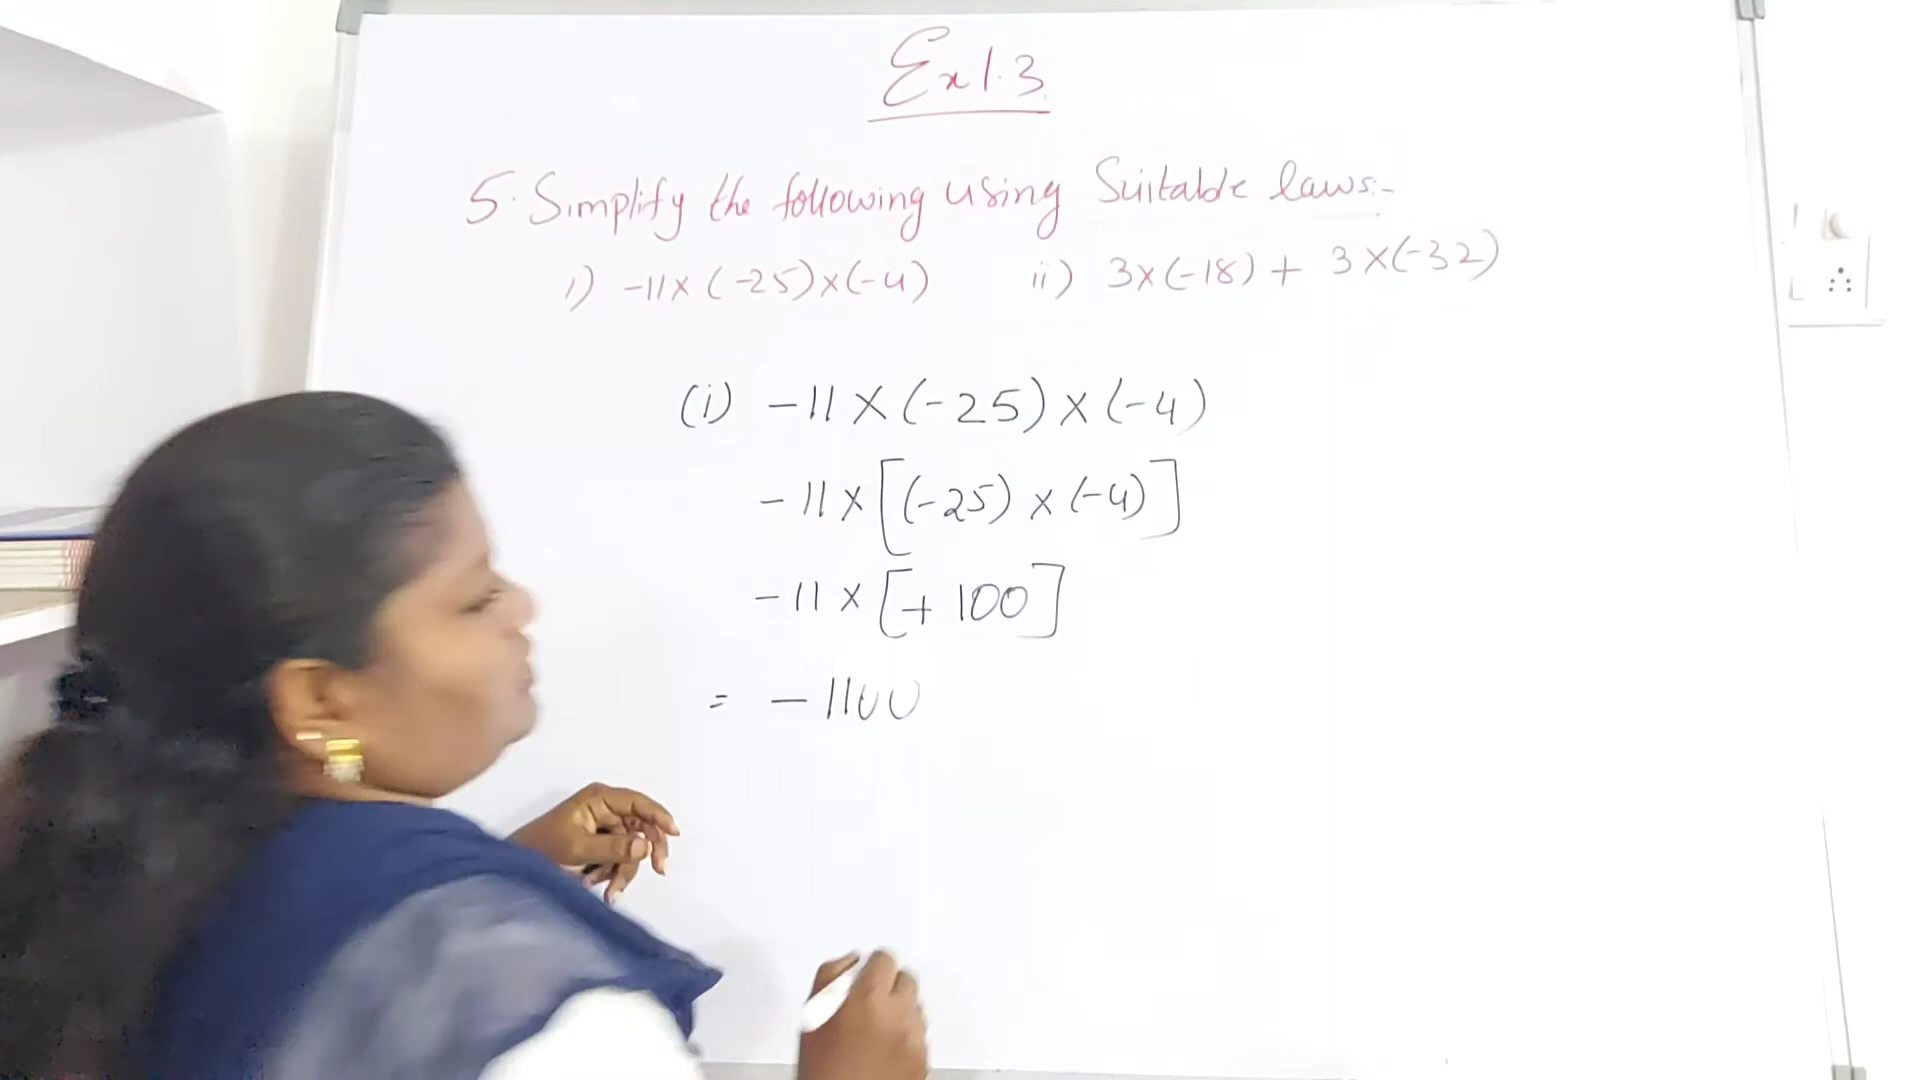 Ex 1.3
5. Simplify the following using Suitable laws:-
i) -11 × (-25) × (-4)    ii) 3 × (-18) + 3 × (-32)
(i) -11 × (-25) × (-4)
-11 × [(-25) × (-4)]
-11 × [+ 100]
= -1100